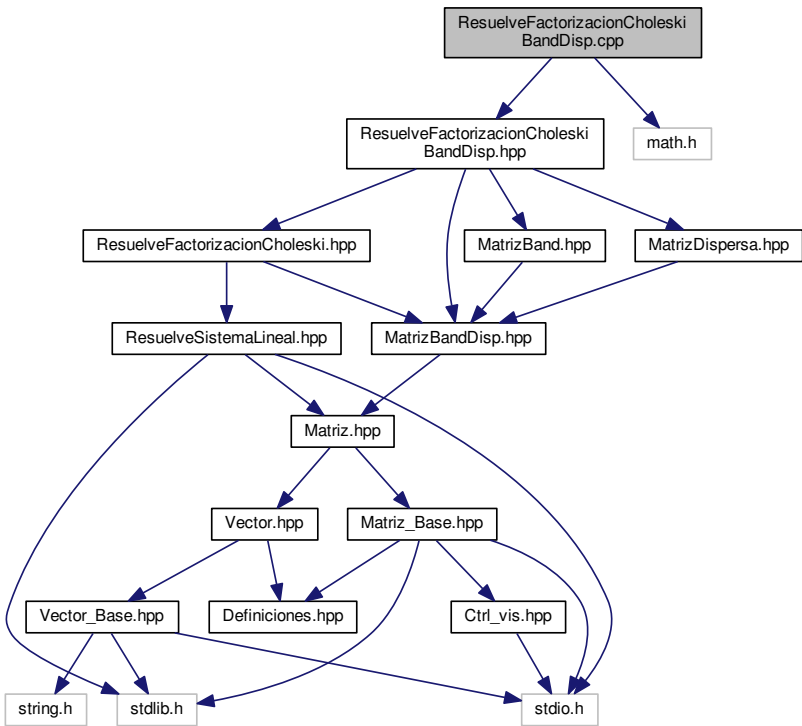 ResuelveFactorizacionCholeski
BandDisp.cpp
ResuelveFactorizacionCholeski
BandDisp.hpp
math.h
ResuelveFactorizacionCholeski.hpp
MatrizBand.hpp
MatrizDispersa.hpp
ResuelveSistemaLineal.hpp
MatrizBandDisp.hpp
Matriz.hpp
Vector.hpp
Matriz_Base.hpp
Vector_Base.hpp
Definiciones.hpp
Ctrl_vis.hpp
string.h
stdlib.h
stdio.h